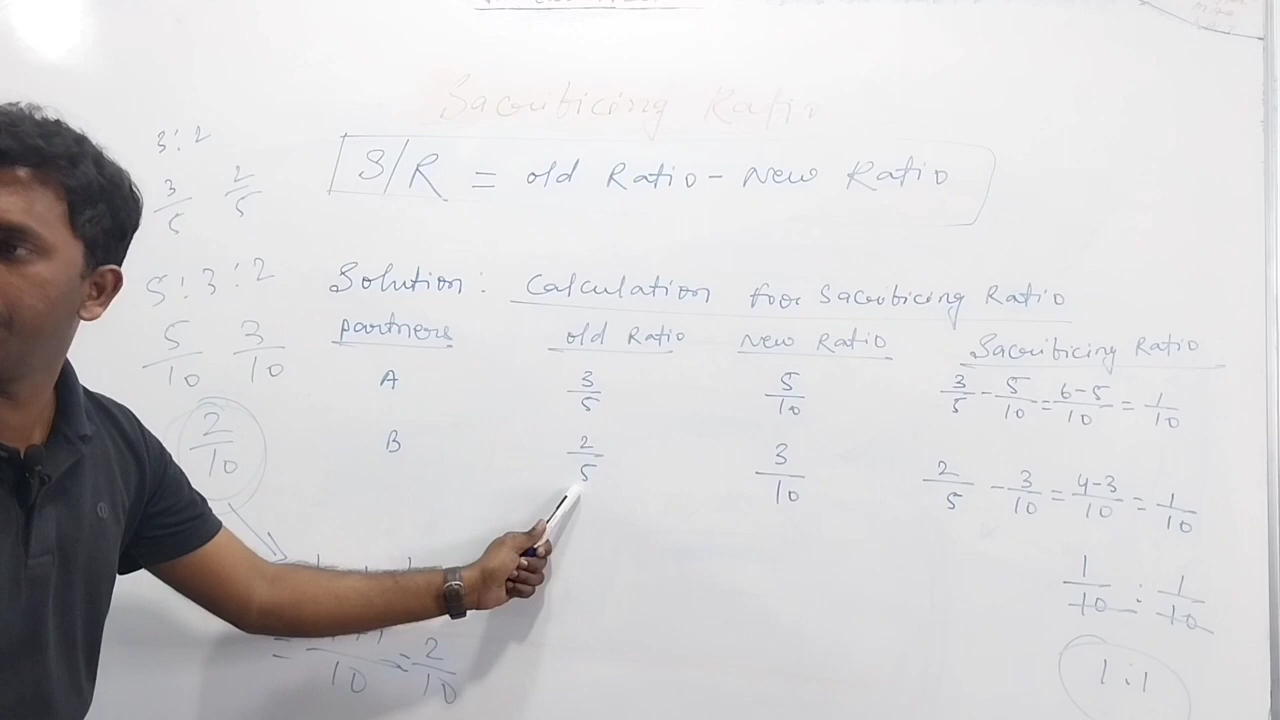 Sacrificing Ratio
S/R = old Ratio - New Ratio
3:2
3/5 2/5
5:3:2
5/10 3/10
2/10
Solution: Calculation for Sacrificing Ratio
Partners old Ratio New Ratio Sacrificing Ratio
A 3/5 5/10 3/5 - 5/10 = 6-5/10 = 1/10
B 2/5 3/10 2/5 - 3/10 = 4-3/10 = 1/10
1/10 : 1/10
1:1
= /10 = 2/10